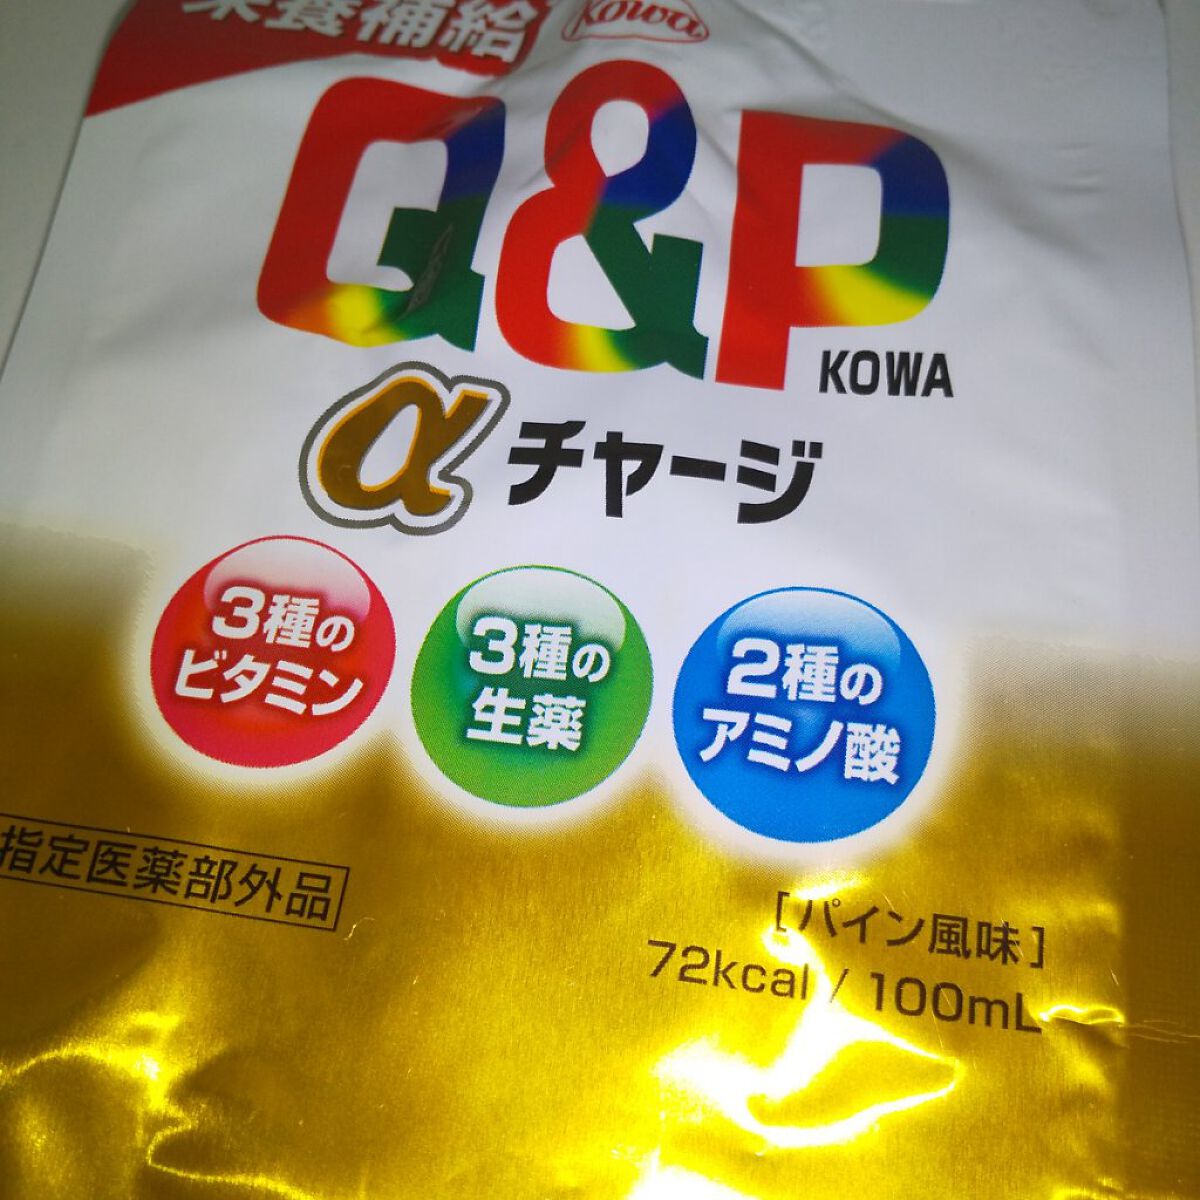 栄養補給
Kowa
Q&P
KOWA
αチャージ
3種の
ビタミン
3種の
生薬
2種の
アミノ酸
指定医薬部外品
[パイン風味]
72kcal / 100mL